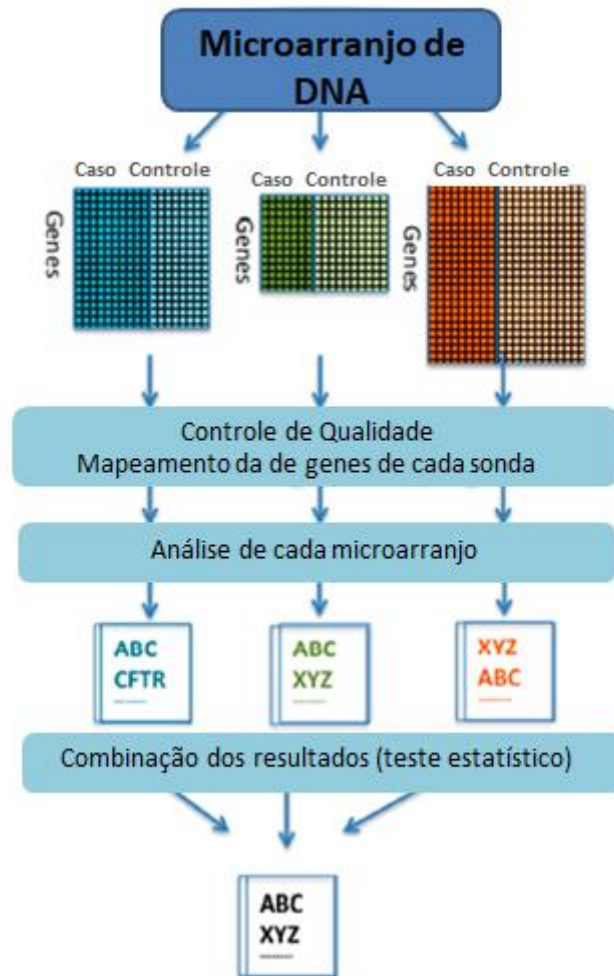 Microarranjo de
DNA
Caso Controle
Caso Controle
Caso Controle
Genes
Genes
Genes
Controle de Qualidade
Mapeamento da de genes de cada sonda
Análise de cada microarranjo
ABC
CFTR
ABC
XYZ
XYZ
ABC
Combinação dos resultados (teste estatístico)
ABC
XYZ